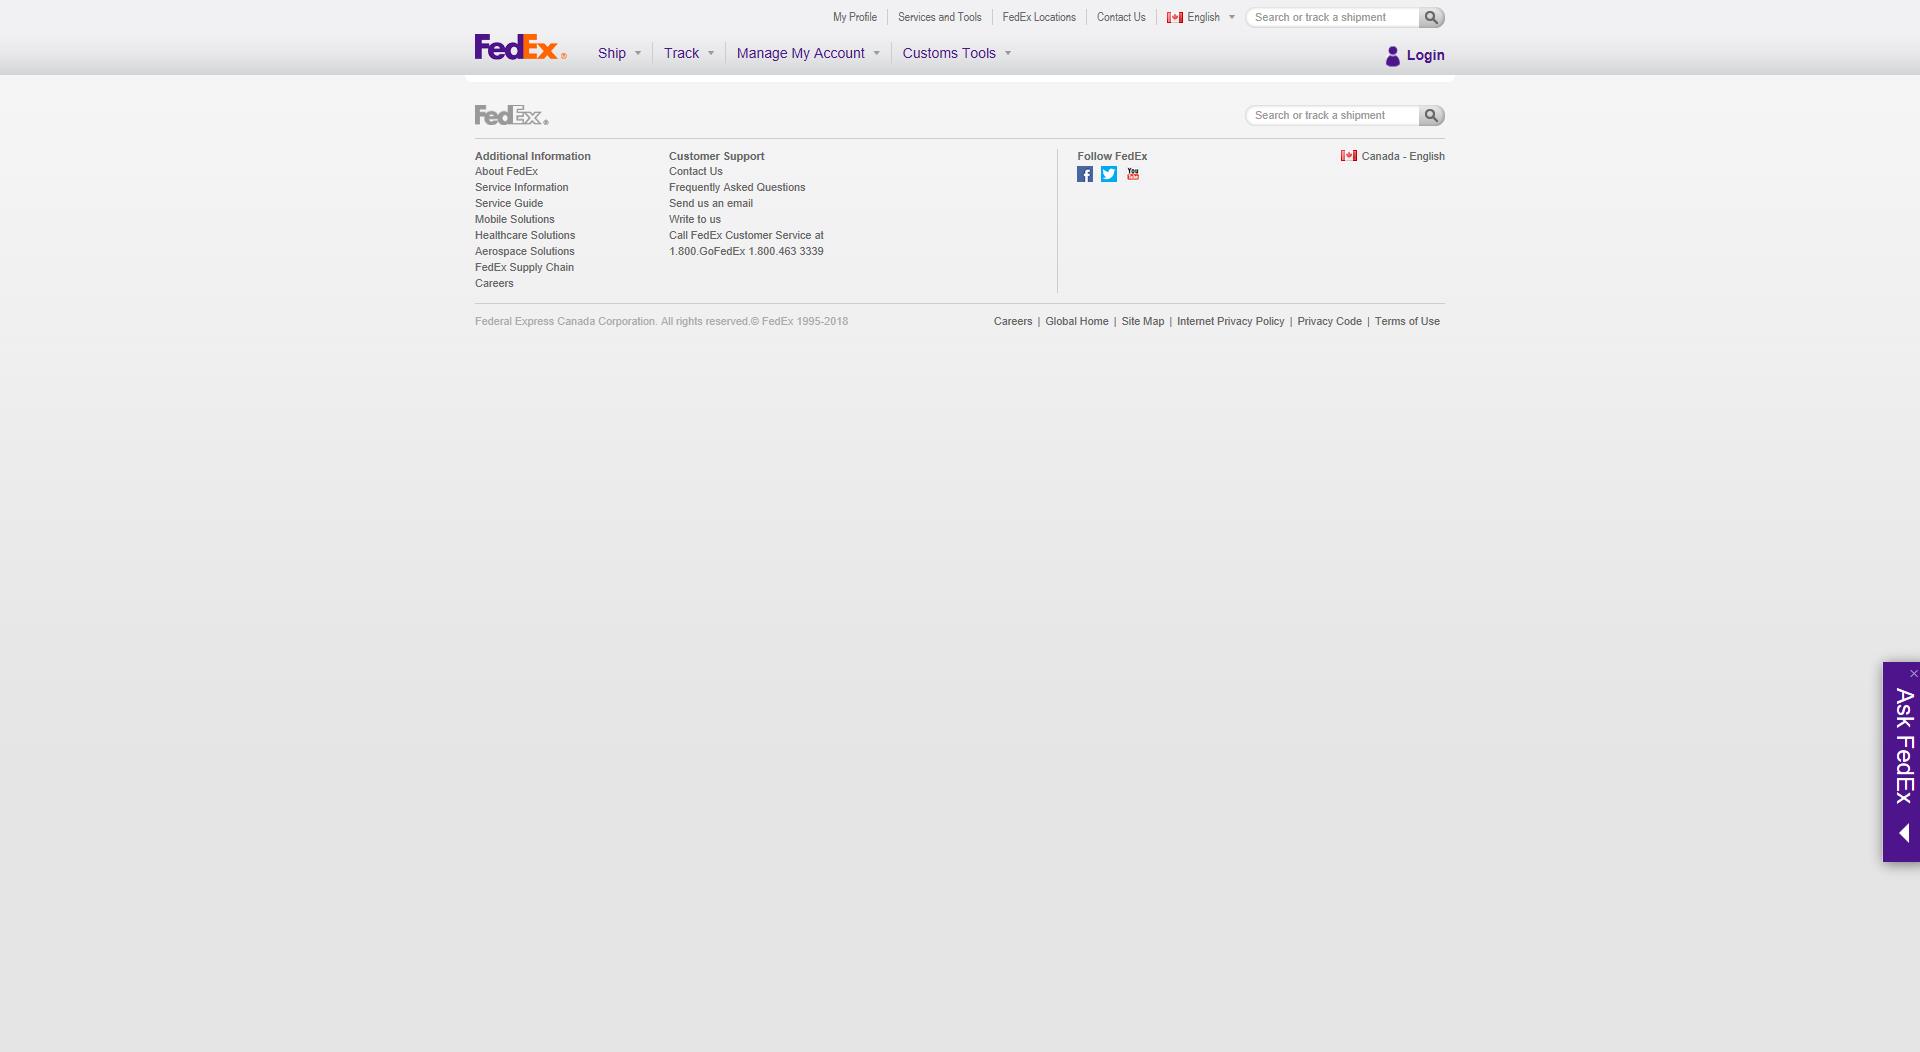 My Profile
Services and Tools
FedEx Locations
Contact Us
English
Search or track a shipment
FedEx®
Ship
Track
Manage My Account
Customs Tools
Login
FedEx®
Search or track a shipment
Additional Information
About FedEx
Service Information
Service Guide
Mobile Solutions
Healthcare Solutions
Aerospace Solutions
FedEx Supply Chain
Careers
Customer Support
Contact Us
Frequently Asked Questions
Send us an email
Write to us
Call FedEx Customer Service at
1.800.GoFedEx 1.800.463 3339
Follow FedEx
You Tube
Canada - English
Federal Express Canada Corporation. All rights reserved.© FedEx 1995-2018
Careers | Global Home | Site Map | Internet Privacy Policy | Privacy Code | Terms of Use
Ask FedEx